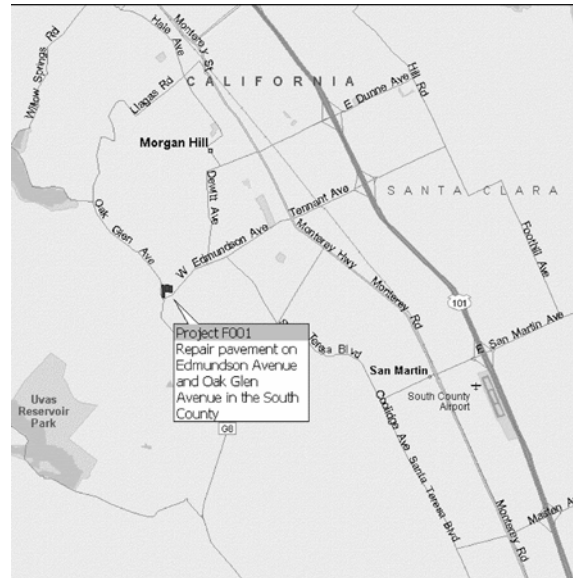 Willow Springs Rd
Hale Ave
Monterey St
Llagas Rd
CALIFORNIA
E Dunne Ave
Hill Rd
Morgan Hill
Dewitt Ave
Tennant Ave
SANTA CLARA
Oak Glen Ave
W Edmundson Ave
Monterey Hwy
Foothill Ave
Monterey Rd
101
Project F001
Repair pavement on
Edmundson Avenue
and Oak Glen
Avenue in the South
County
Teresa Blvd
E San Martin Ave
San Martin
South County
Airport
Uvas
Reservoir
Park
G8
Coolidge Ave
Santa Teresa Blvd
Monterey Rd
Masten Ave